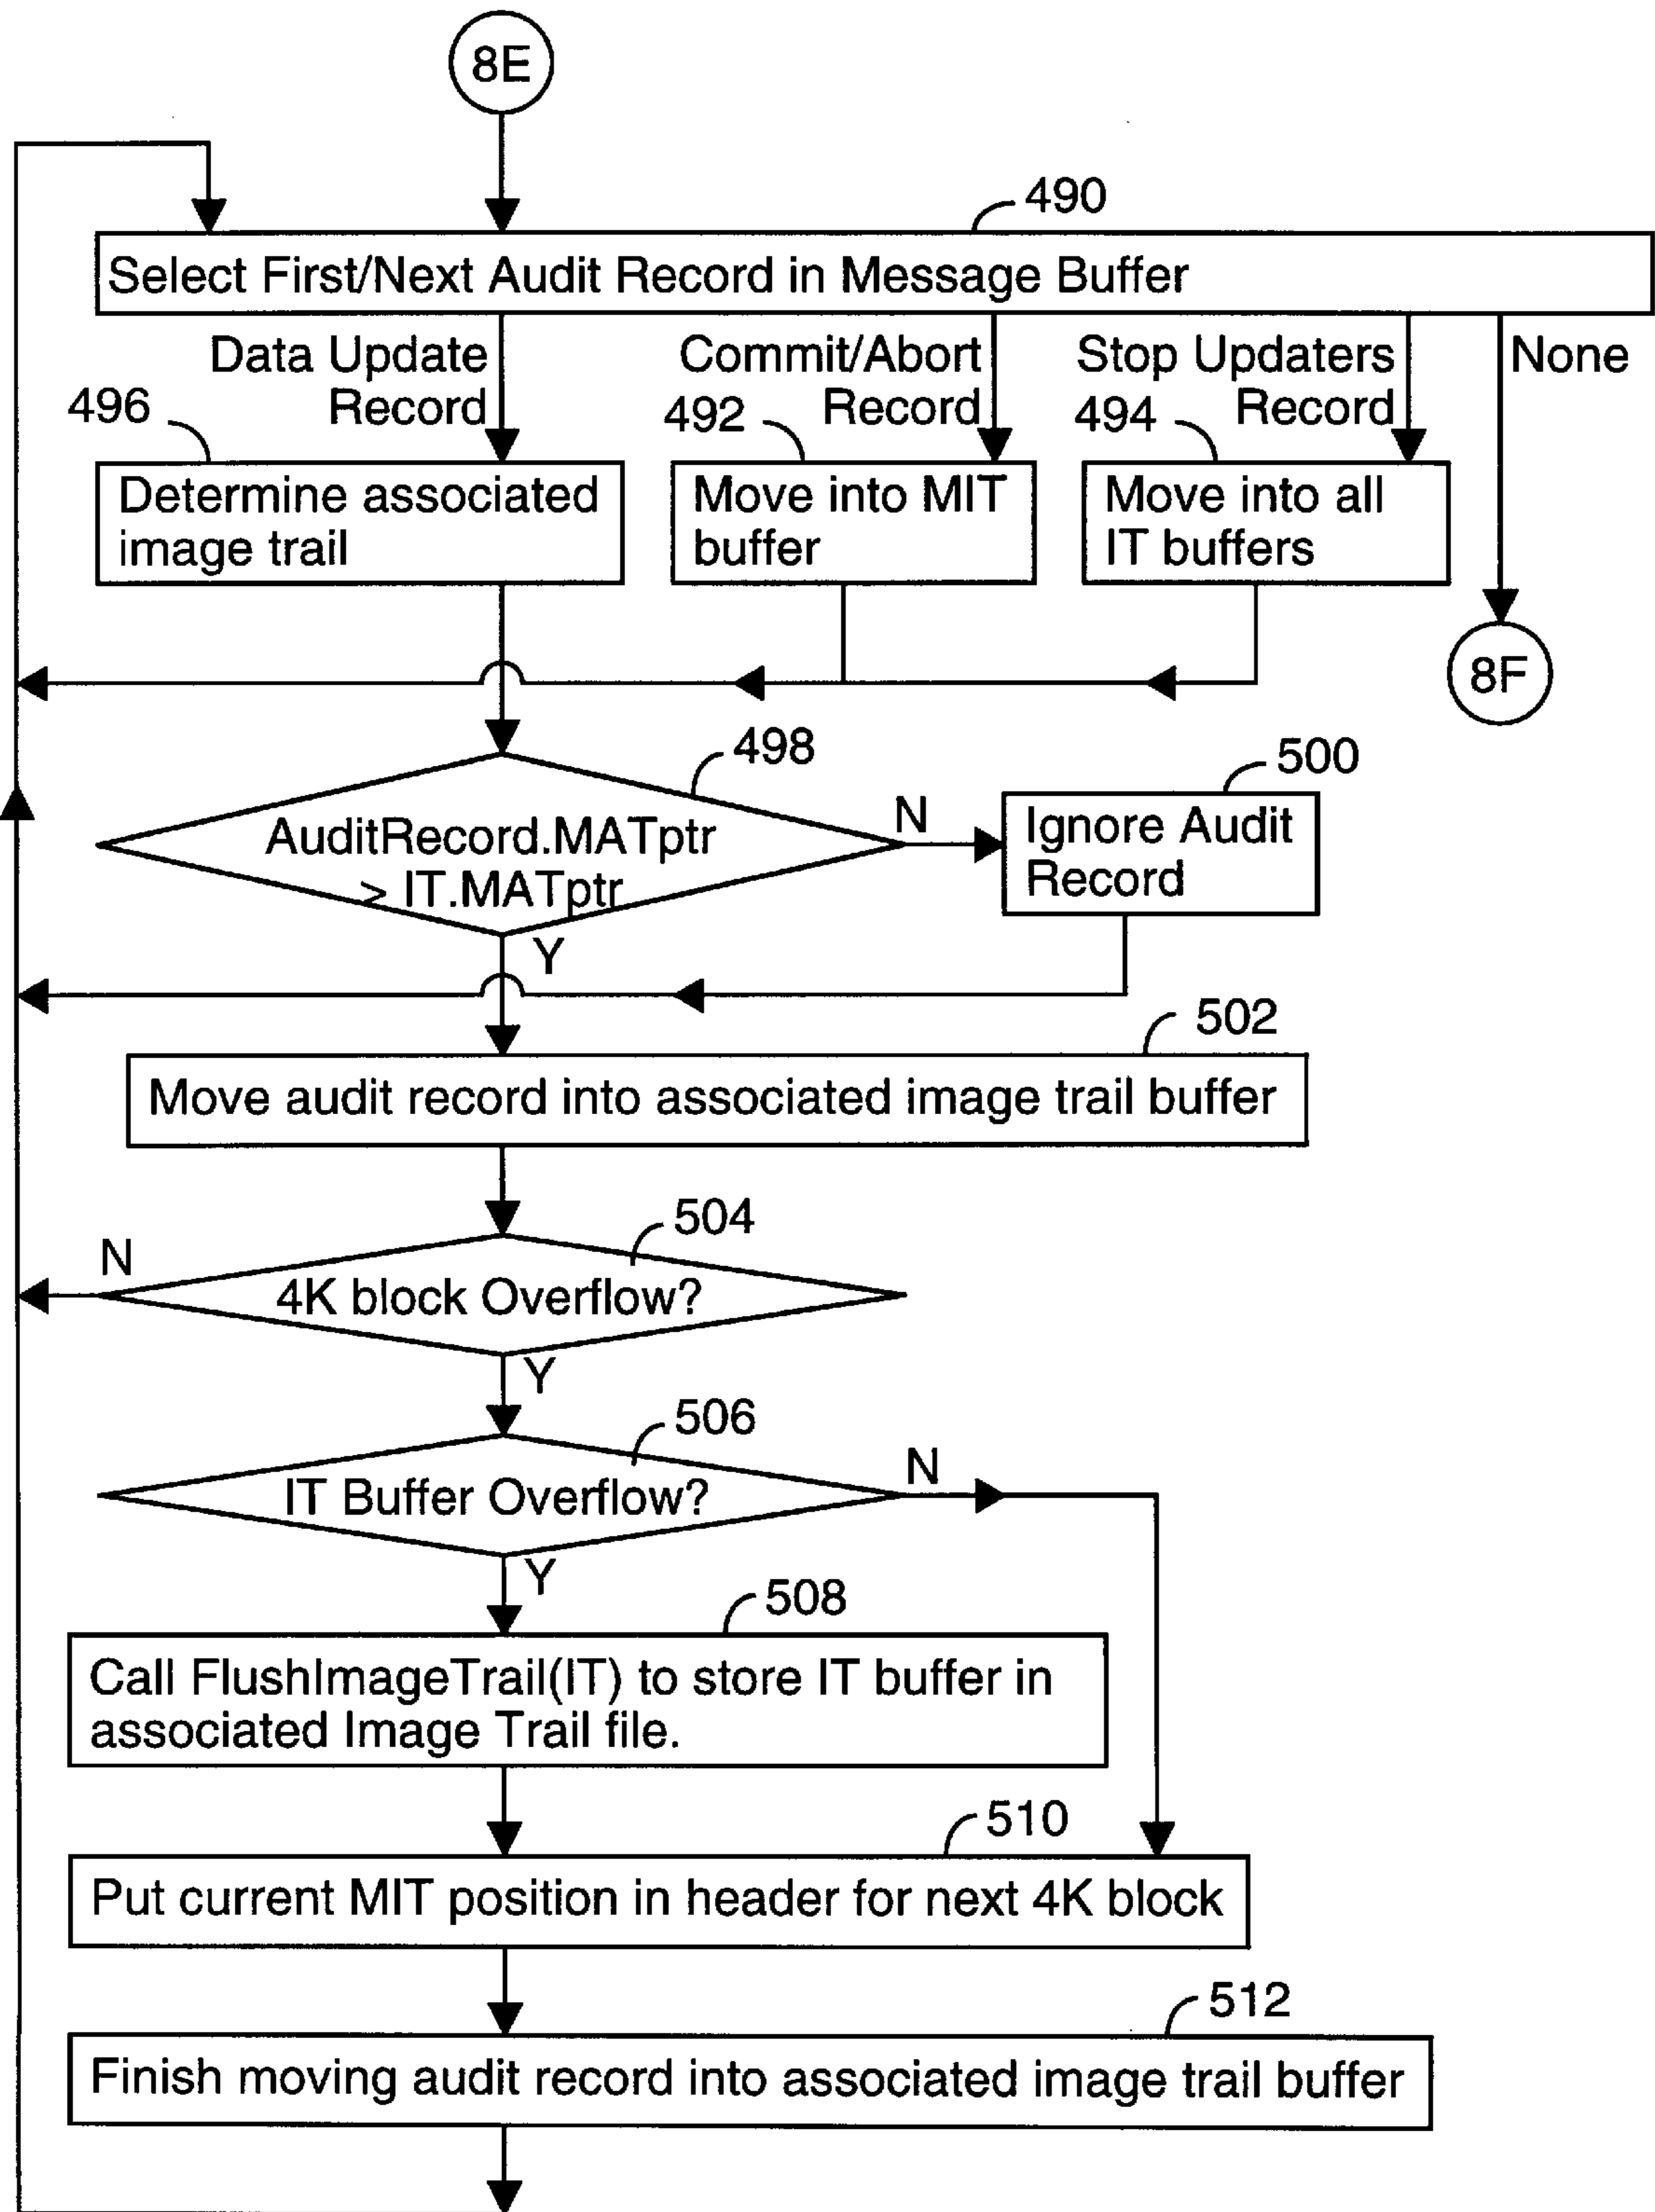 8E
490
Select First/Next Audit Record in Message Buffer
Data Update
Record
Commit/Abort
Record
Stop Updaters
Record
None
496
492
494
Determine associated
image trail
Move into MIT
buffer
Move into all
IT buffers
8F
498
500
AuditRecord.MATptr
> IT.MATptr
N
Ignore Audit
Record
Y
502
Move audit record into associated image trail buffer
504
N
4K block Overflow?
Y
506
IT Buffer Overflow?
N
Y
508
Call FlushImageTrail(IT) to store IT buffer in
associated Image Trail file.
510
Put current MIT position in header for next 4K block
512
Finish moving audit record into associated image trail buffer